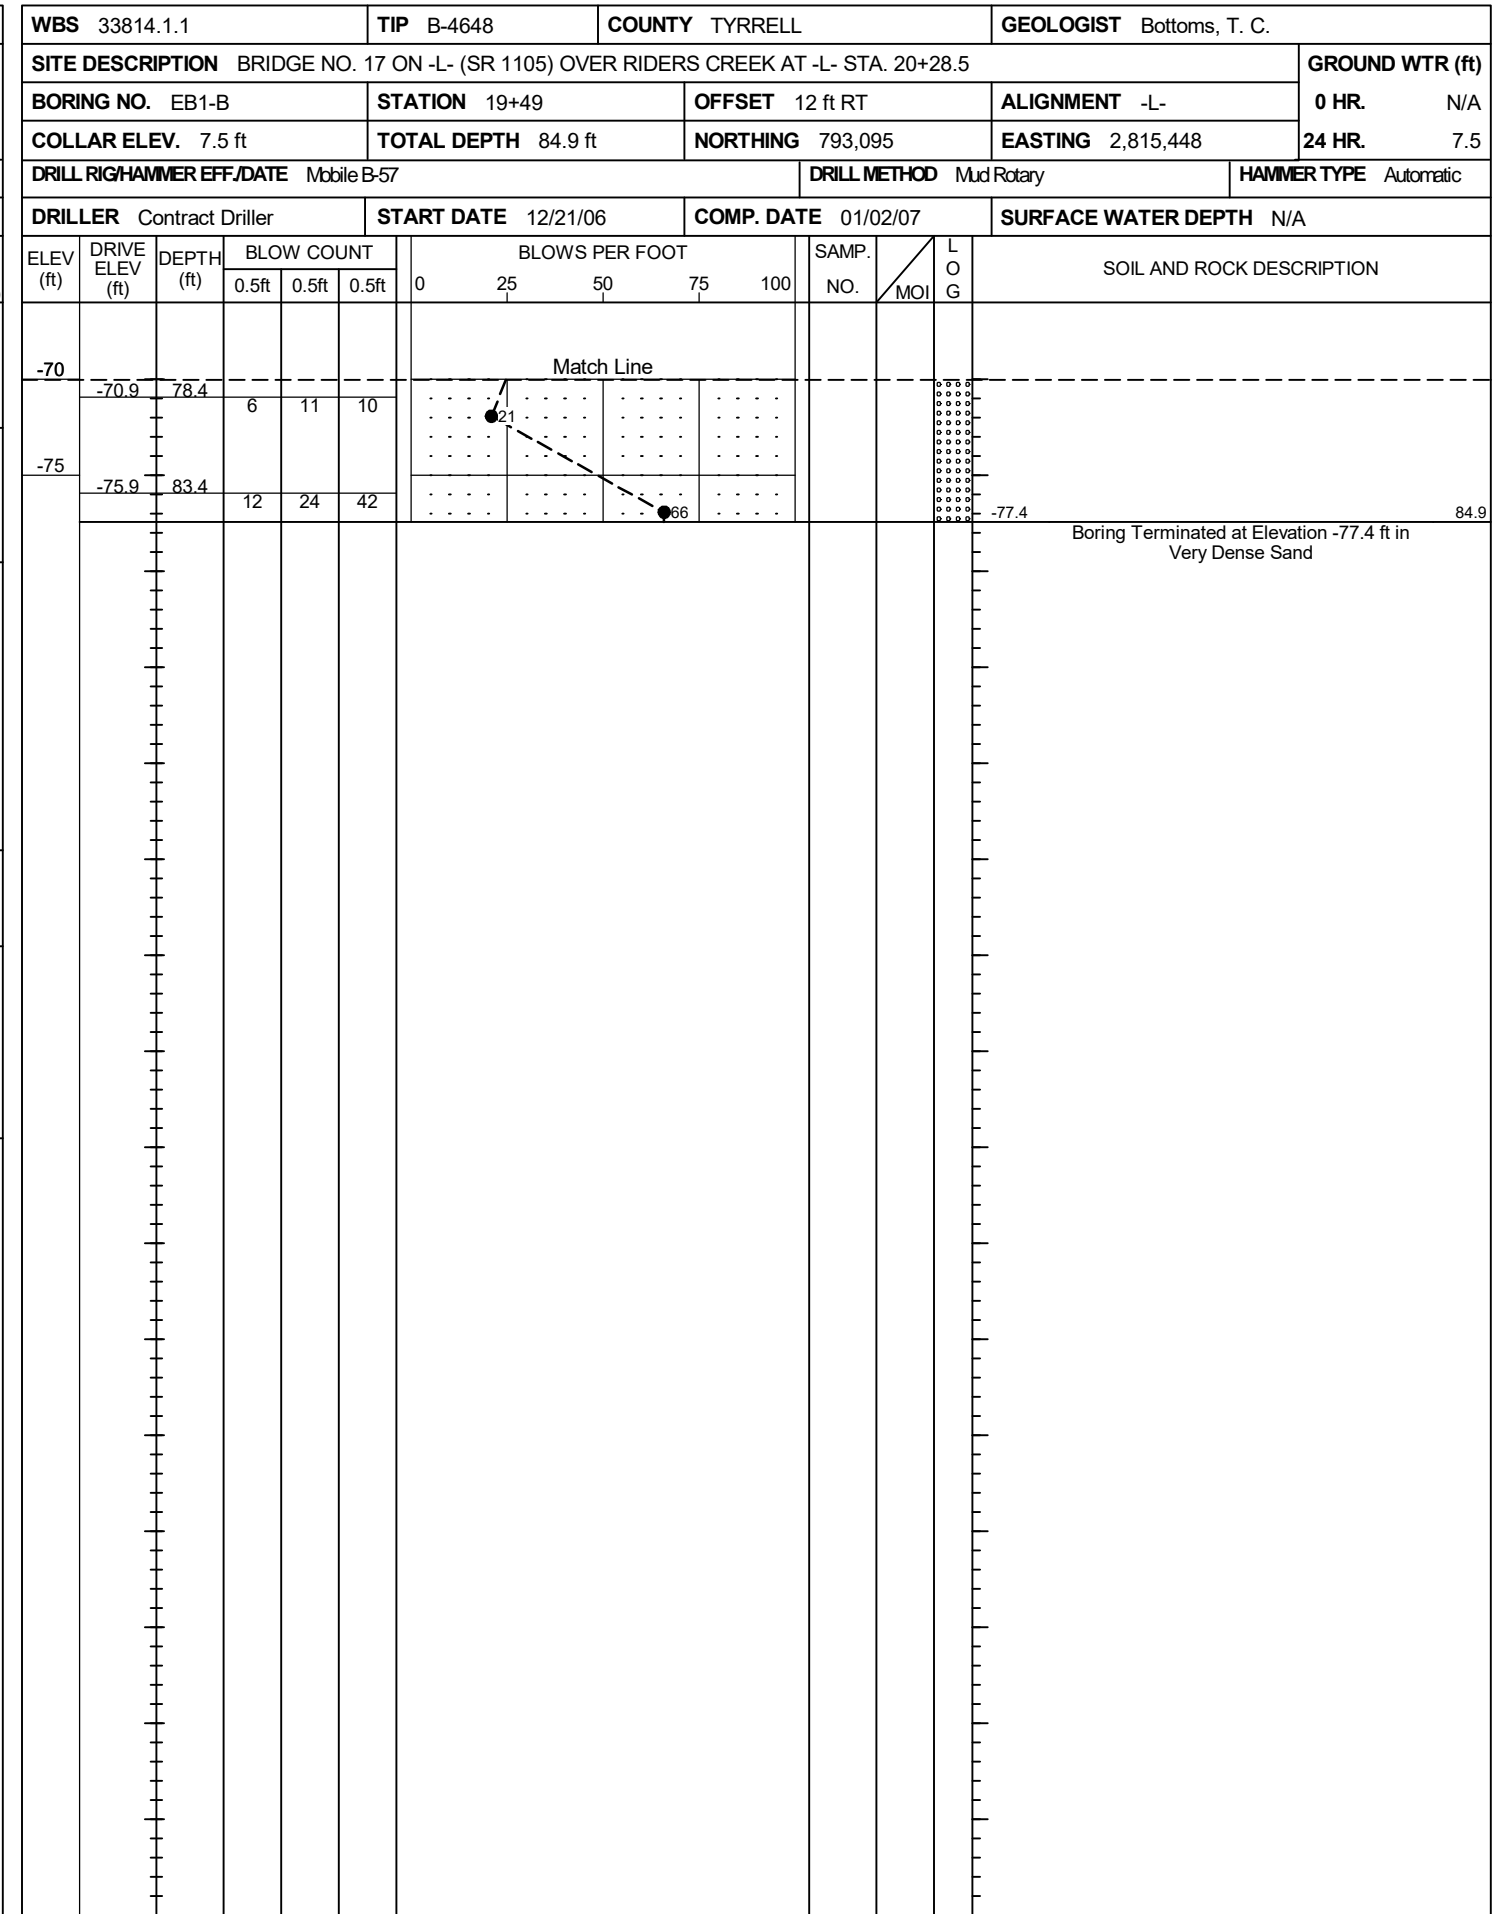 WBS 33814.1.1 TIP B-4648 COUNTY TYRRELL GEOLOGIST Bottoms, T. C.
SITE DESCRIPTION BRIDGE NO. 17 ON -L- (SR 1105) OVER RIDERS CREEK AT -L- STA. 20+28.5 GROUND WTR (ft)
BORING NO. EB1-B STATION 19+49 OFFSET 12 ft RT ALIGNMENT -L- 0 HR. N/A
COLLAR ELEV. 7.5 ft TOTAL DEPTH 84.9 ft NORTHING 793,095 EASTING 2,815,448 24 HR. 7.5
DRILL RIG/HAMMER EFF./DATE Mobile B-57 DRILL METHOD Mud Rotary HAMMER TYPE Automatic
DRILLER Contract Driller START DATE 12/21/06 COMP. DATE 01/02/07 SURFACE WATER DEPTH N/A
ELEV (ft) DRIVE ELEV (ft) DEPTH (ft) BLOW COUNT BLOWS PER FOOT SAMP. NO. MOI LOG SOIL AND ROCK DESCRIPTION
0.5ft 0.5ft 0.5ft 0 25 50 75 100
-70 Match Line
-70.9 78.4
6 11 10 21
-75
-75.9 83.4
12 24 42 66 -77.4 84.9
Boring Terminated at Elevation -77.4 ft in
Very Dense Sand